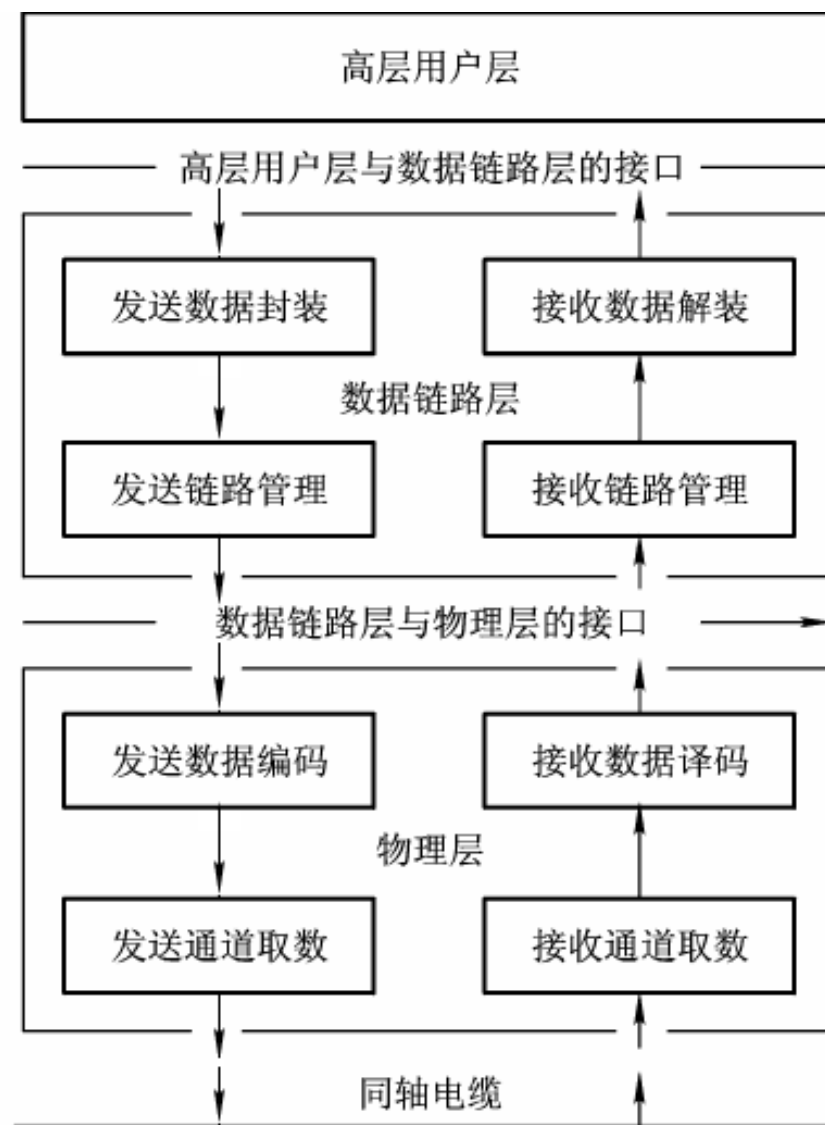 高层用户层
高层用户层与数据链路层的接口
发送数据封装
接收数据解装
数据链路层
发送链路管理
接收链路管理
数据链路层与物理层的接口
发送数据编码
接收数据译码
物理层
发送通道取数
接收通道取数
同轴电缆